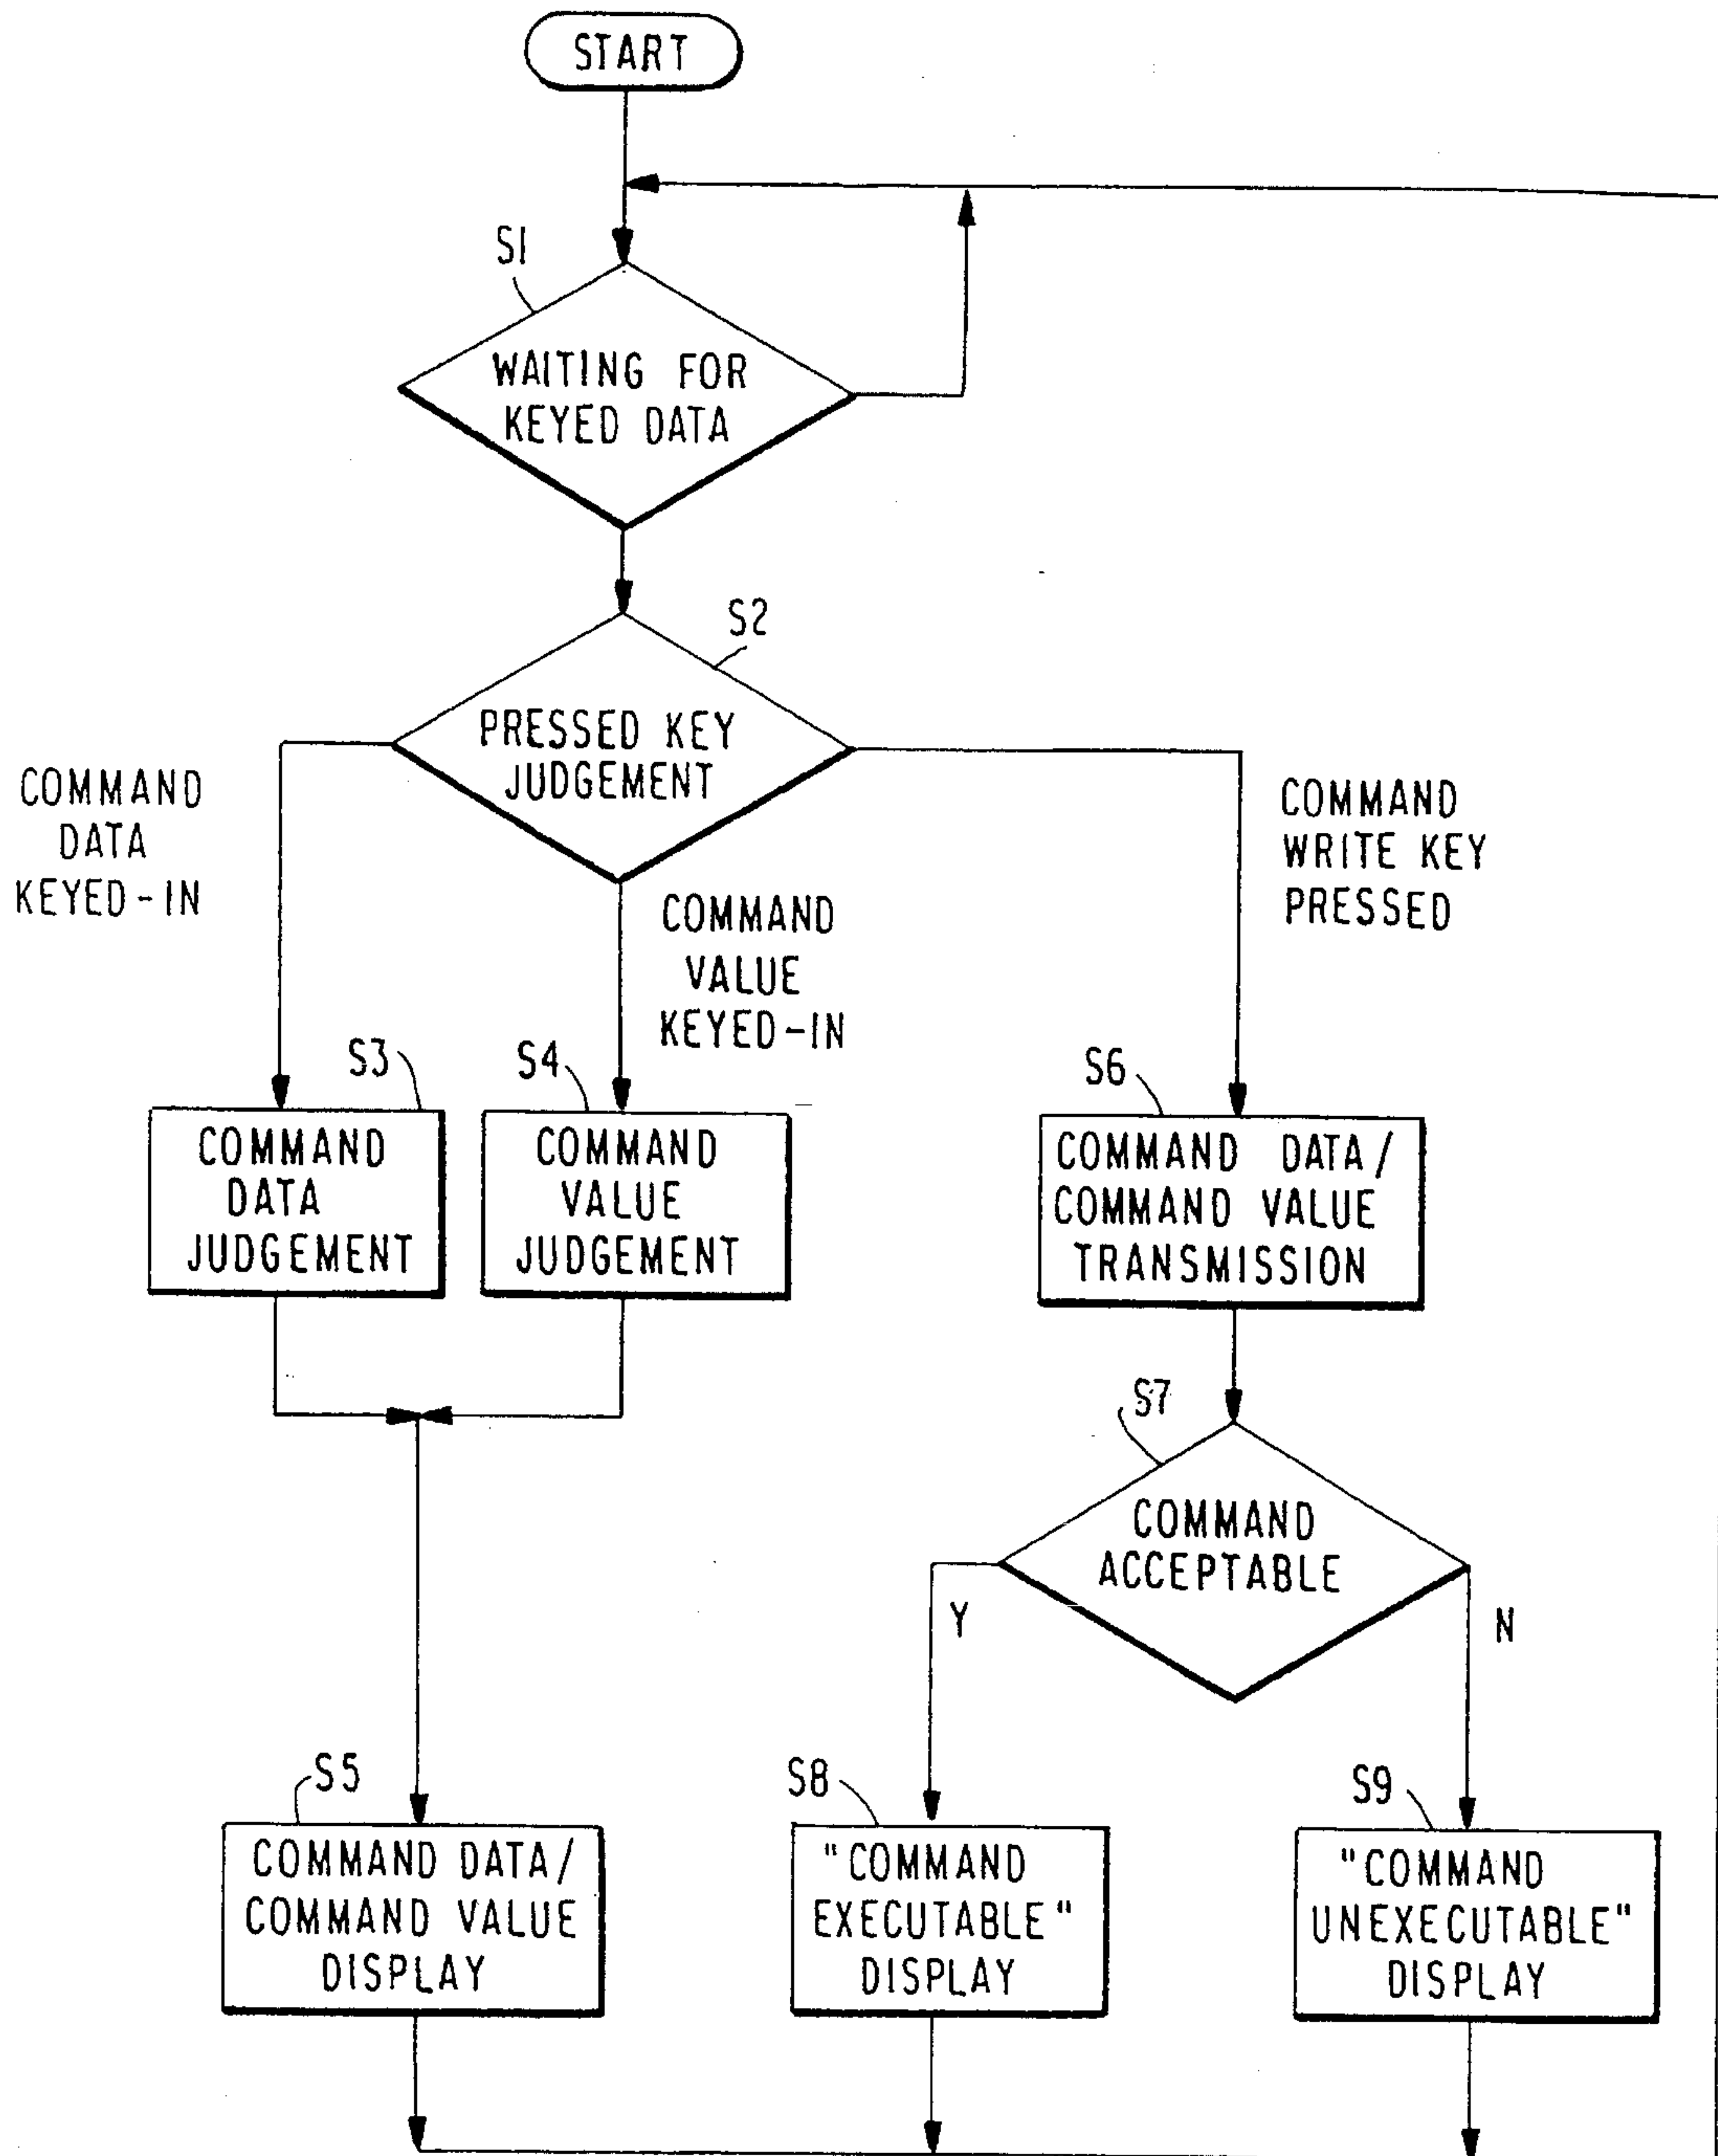 START
S1
WAITING FOR
KEYED DATA
S2
PRESSED KEY
JUDGEMENT
COMMAND
DATA
KEYED-IN
COMMAND
VALUE
KEYED-IN
COMMAND
WRITE KEY
PRESSED
S3
COMMAND
DATA
JUDGEMENT
S4
COMMAND
VALUE
JUDGEMENT
S6
COMMAND DATA/
COMMAND VALUE
TRANSMISSION
S7
COMMAND
ACCEPTABLE
Y
N
S5
COMMAND DATA/
COMMAND VALUE
DISPLAY
S8
"COMMAND
EXECUTABLE"
DISPLAY
S9
"COMMAND
UNEXECUTABLE"
DISPLAY